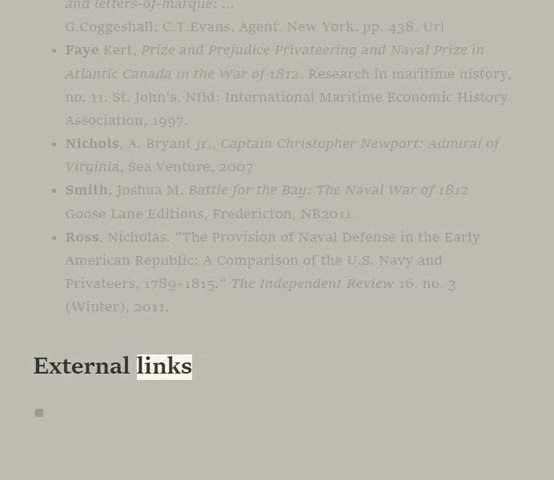 and letters-of-marque: ...
G.Coggeshall; C.T.Evans, Agent, New York. pp. 438. Url
Faye Kert, Prize and Prejudice Privateering and Naval Prize in
Atlantic Canada in the War of 1812. Research in maritime history,
no. 11. St. John's, Nfld: International Maritime Economic History
Association, 1997.
Nichols, A. Bryant Jr., Captain Christopher Newport: Admiral of
Virginia, Sea Venture, 2007
Smith, Joshua M. Battle for the Bay: The Naval War of 1812
Goose Lane Editions, Fredericton, NB2011.
Ross, Nicholas. "The Provision of Naval Defense in the Early
American Republic: A Comparison of the U.S. Navy and
Privateers, 1789–1815." The Independent Review 16, no. 3
(Winter), 2011.
External links